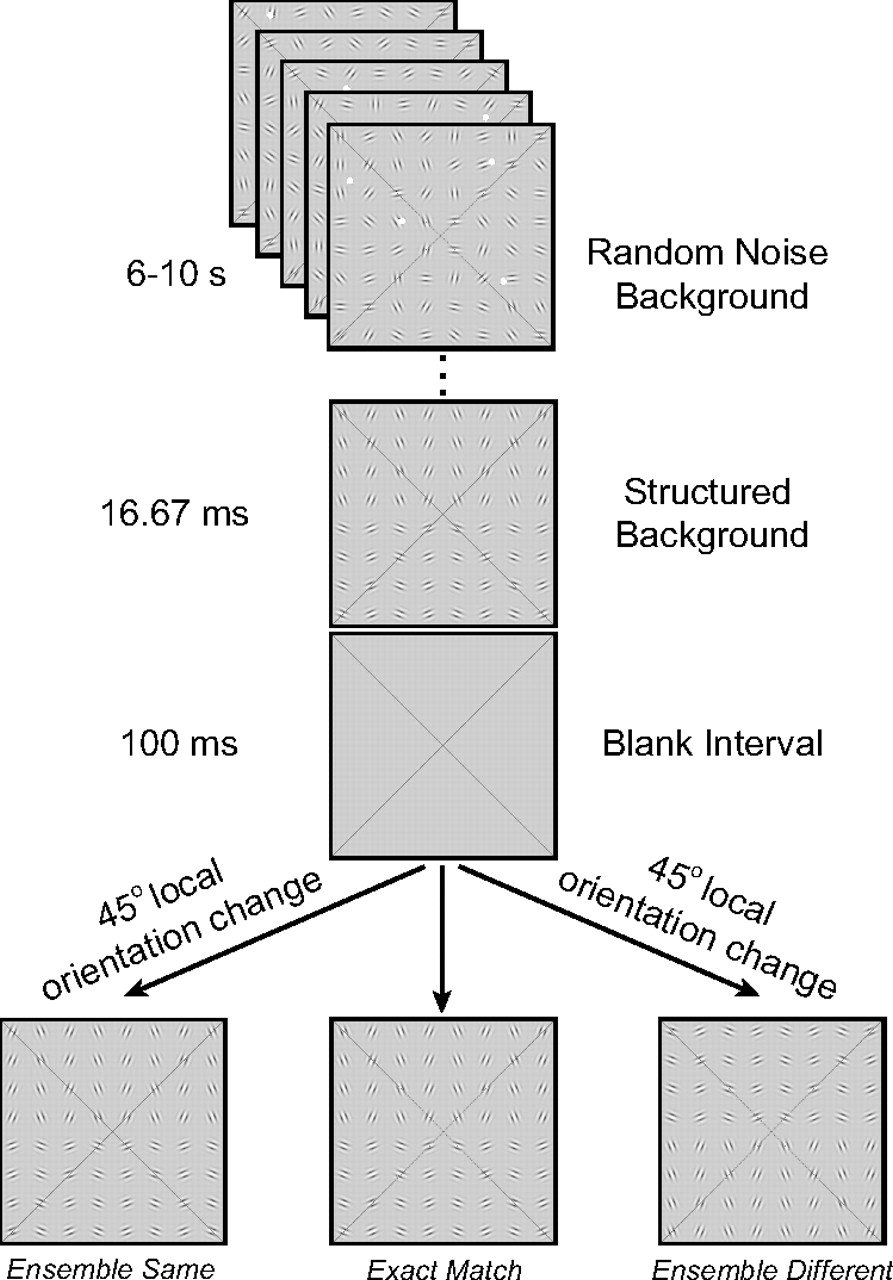 6-10 s
Random Noise
Background
16.67 ms
Structured
Background
100 ms
Blank Interval
45° local
orientation change
45° local
orientation change
Ensemble Same
Exact Match
Ensemble Different